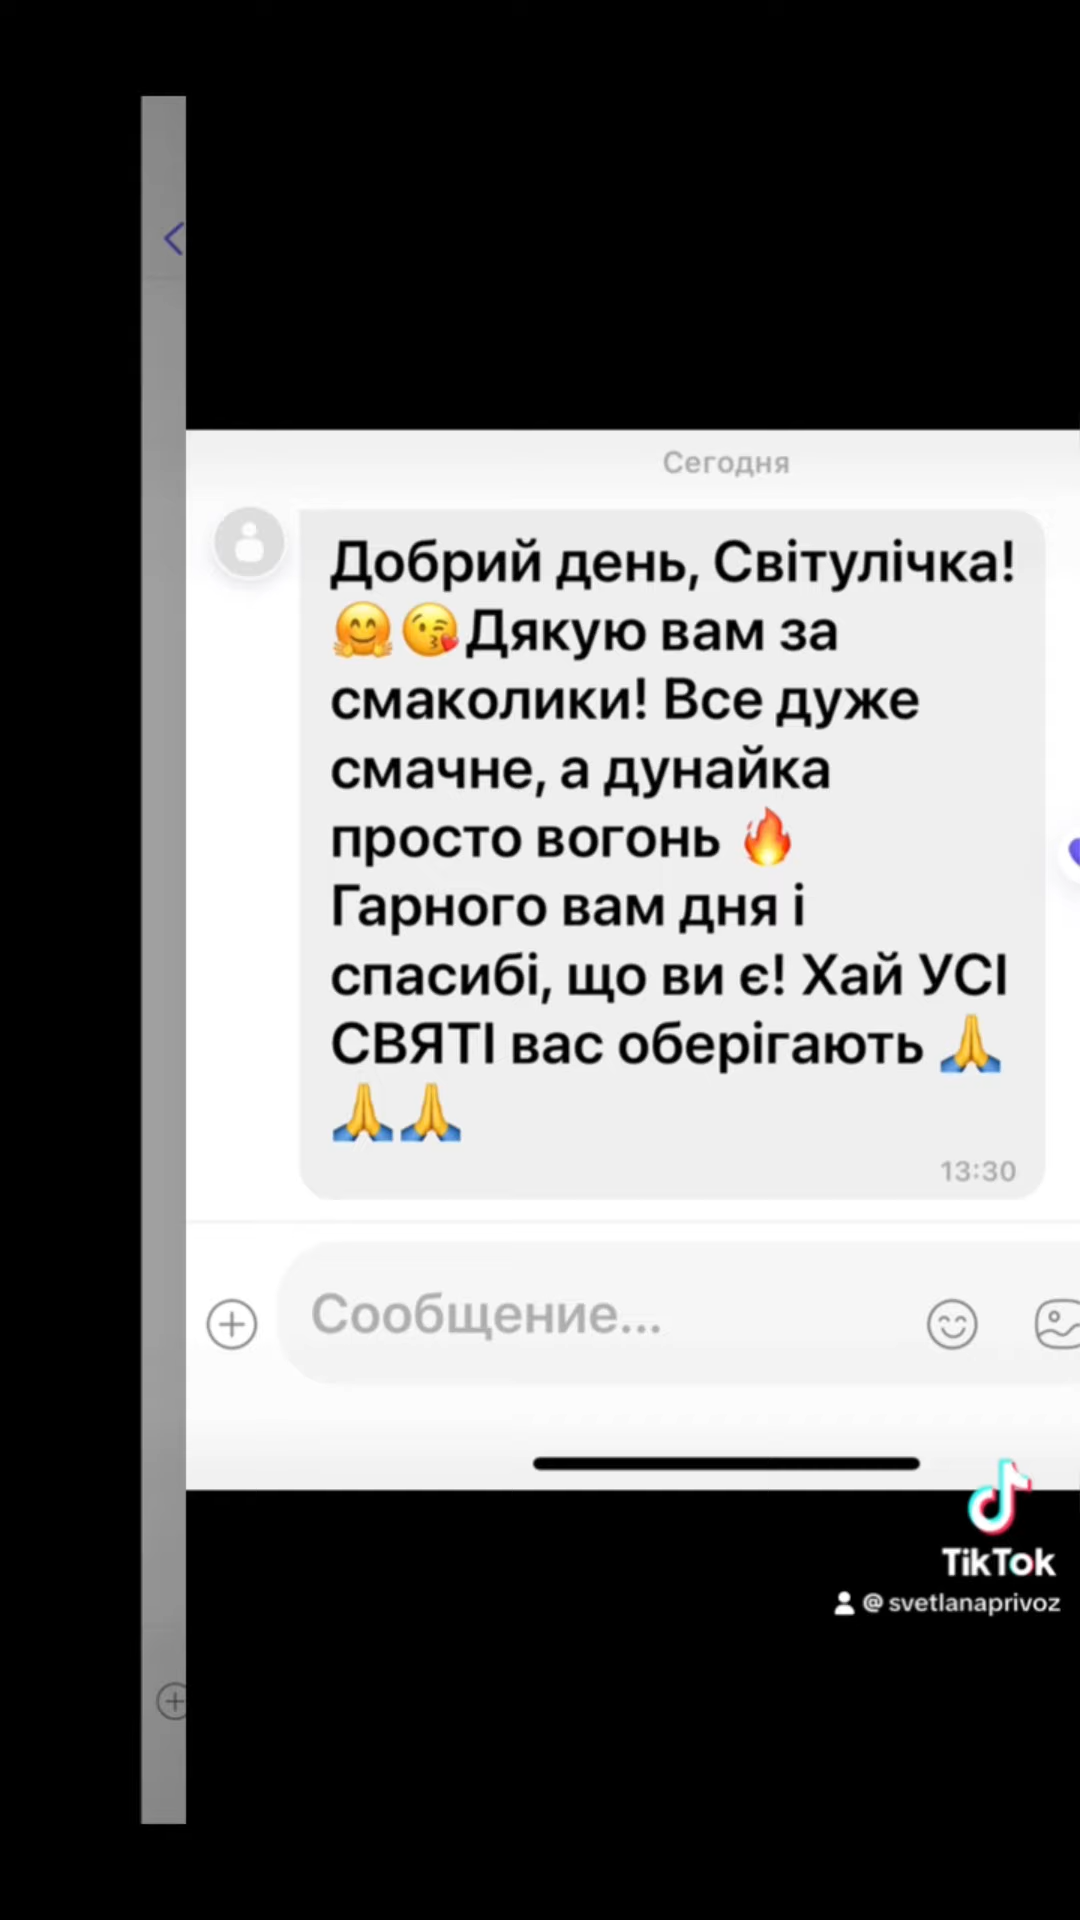 Сегодня
Добрий день, Світулічка!
🤗😘Дякую вам за
смаколики! Все дуже
смачне, а дунайка
просто вогонь 🔥
Гарного вам дня і
спасибі, що ви є! Хай УСІ
СВЯТІ вас оберігають 🙏
🙏🙏
13:30
Сообщение...
TikTok
@svetlanaprivoz